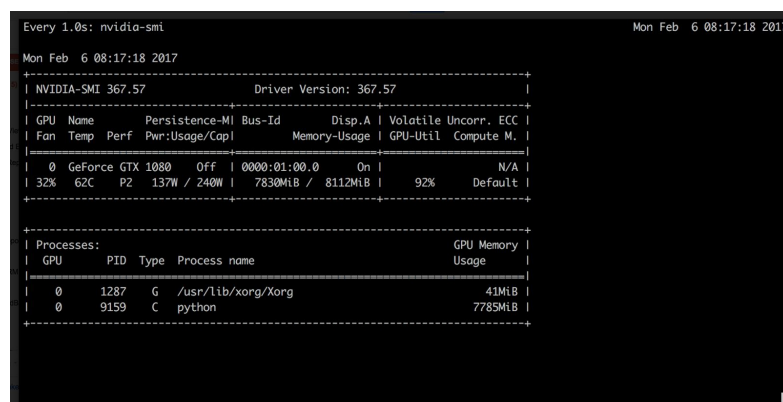 Every 1.0s: nvidia-smi Mon Feb 6 08:17:18 201
Mon Feb 6 08:17:18 2017
+-----------------------------------------------------------------------------+
| NVIDIA-SMI 367.57                 Driver Version: 367.57                    |
|-------------------------------+----------------------+----------------------+
| GPU  Name        Persistence-M| Bus-Id        Disp.A | Volatile Uncorr. ECC |
| Fan  Temp  Perf  Pwr:Usage/Cap|         Memory-Usage | GPU-Util  Compute M. |
|===============================+======================+======================|
|   0  GeForce GTX 1080    Off  | 0000:01:00.0      On |                  N/A |
| 32%   62C    P2   137W / 240W |   7830MiB /  8112MiB |     92%      Default |
+-------------------------------+----------------------+----------------------+
+-----------------------------------------------------------------------------+
| Processes:                                                       GPU Memory |
|  GPU       PID  Type  Process name                               Usage      |
|=============================================================================|
|    0      1287    G   /usr/lib/xorg/Xorg                              41MiB |
|    0      9159    C   python                                        7785MiB |
+-----------------------------------------------------------------------------+